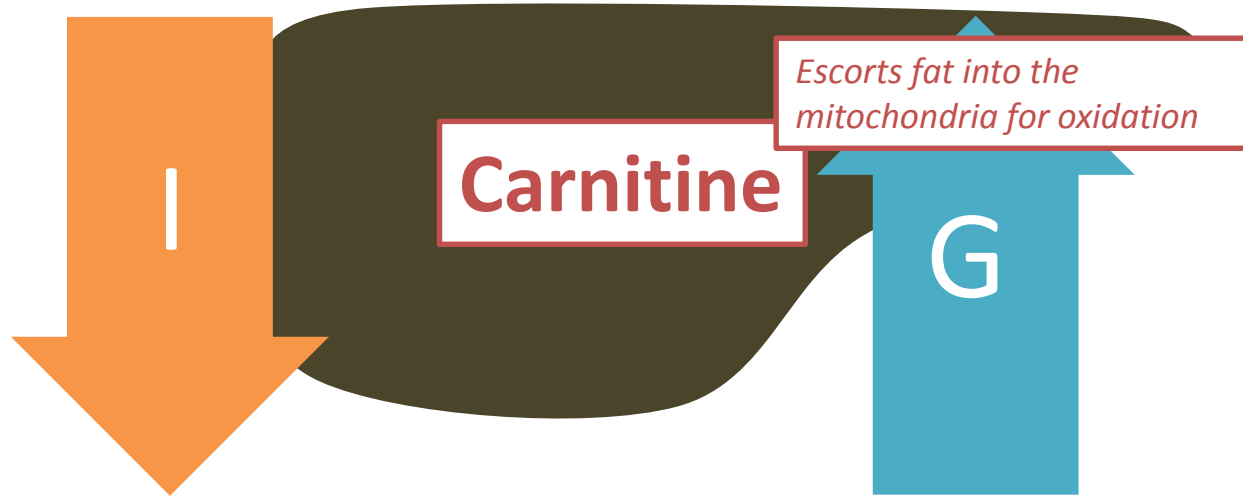 I
Carnitine
Escorts fat into the
mitochondria for oxidation
G